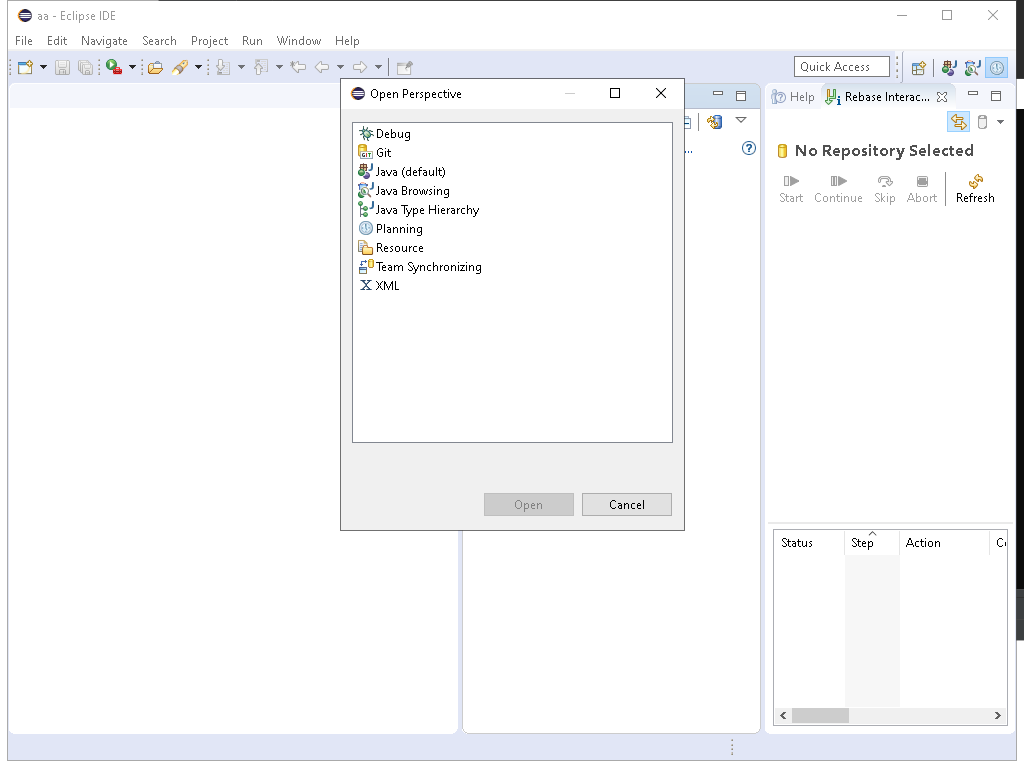 aa - Eclipse IDE
File Edit Navigate Search Project Run Window Help
Quick Access
Open Perspective
Debug
Git
Java (default)
Java Browsing
Java Type Hierarchy
Planning
Resource
Team Synchronizing
XML
Open Cancel
...
Help Rebase Interac...
No Repository Selected
Start Continue Skip Abort Refresh
Status Step Action